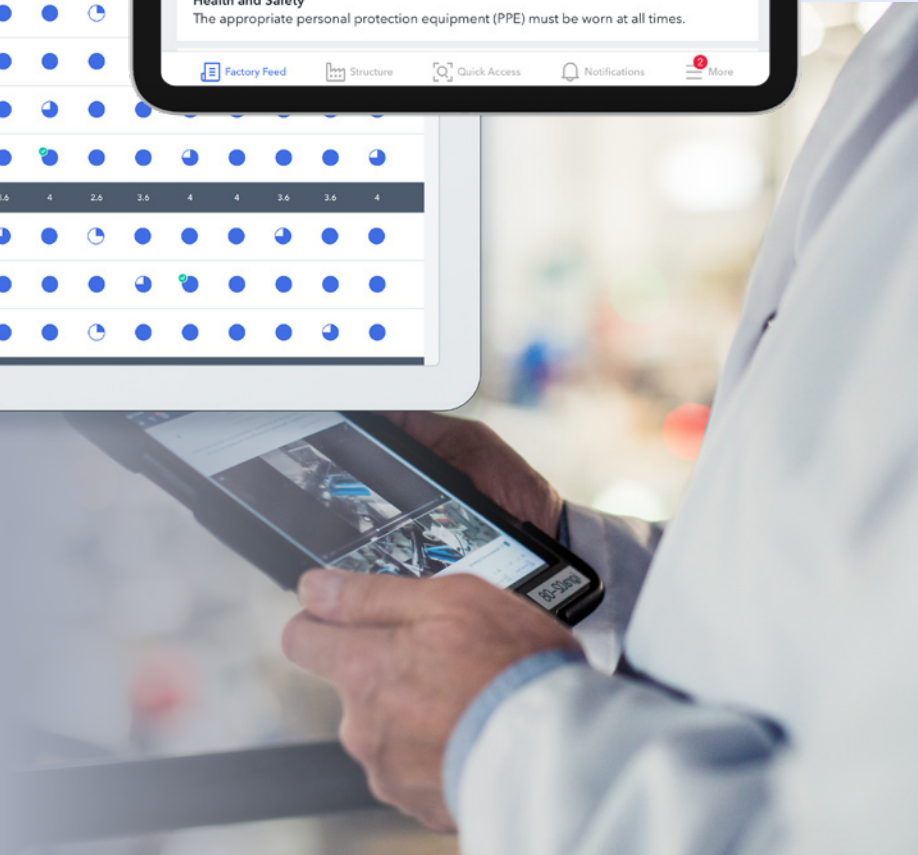 Health and Safety
The appropriate personal protection equipment (PPE) must be worn at all times.
Factory Feed
Structure
Quick Access
Notifications
2
More
4 2.6 3.6 4 4 3.6 3.6 4